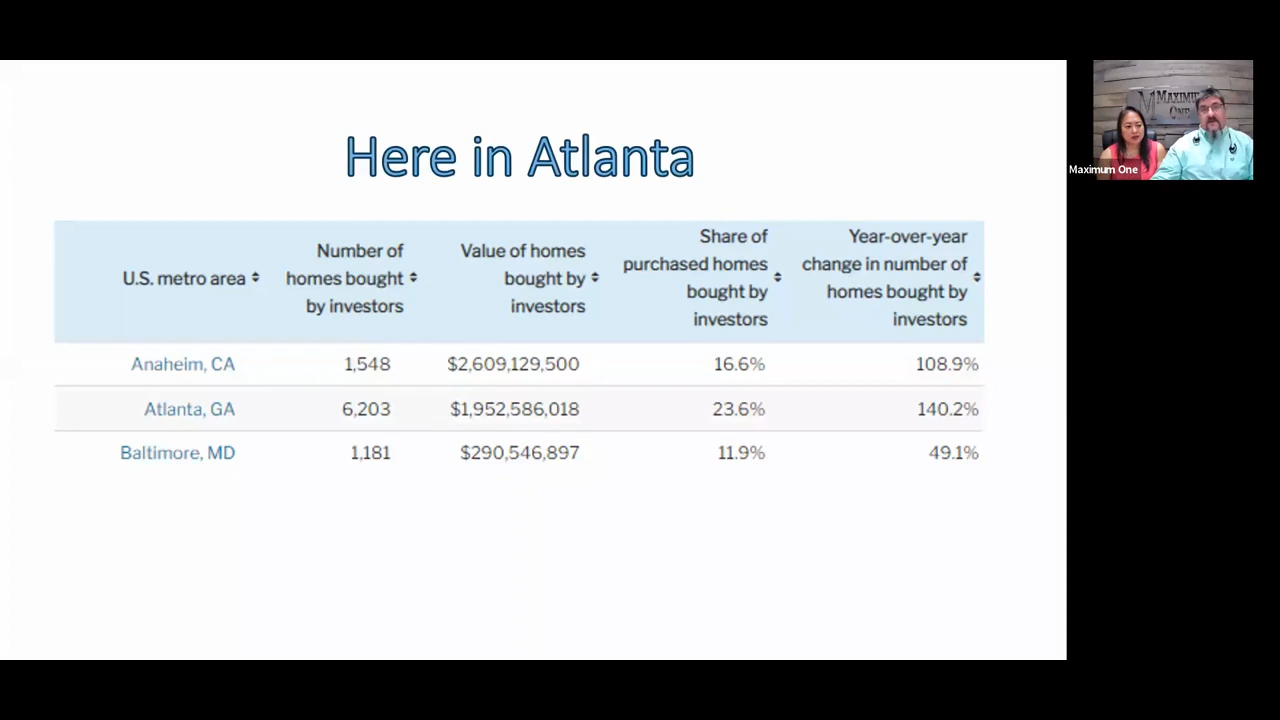 Here in Atlanta
U.S. metro area
Number of
homes bought
by investors
Value of homes
bought by
investors
Share of
purchased homes
bought by
investors
Year-over-year
change in number of
homes bought by
investors
Anaheim, CA 1,548 $2,609,129,500 16.6% 108.9%
Atlanta, GA 6,203 $1,952,586,018 23.6% 140.2%
Baltimore, MD 1,181 $290,546,897 11.9% 49.1%
Maximum One